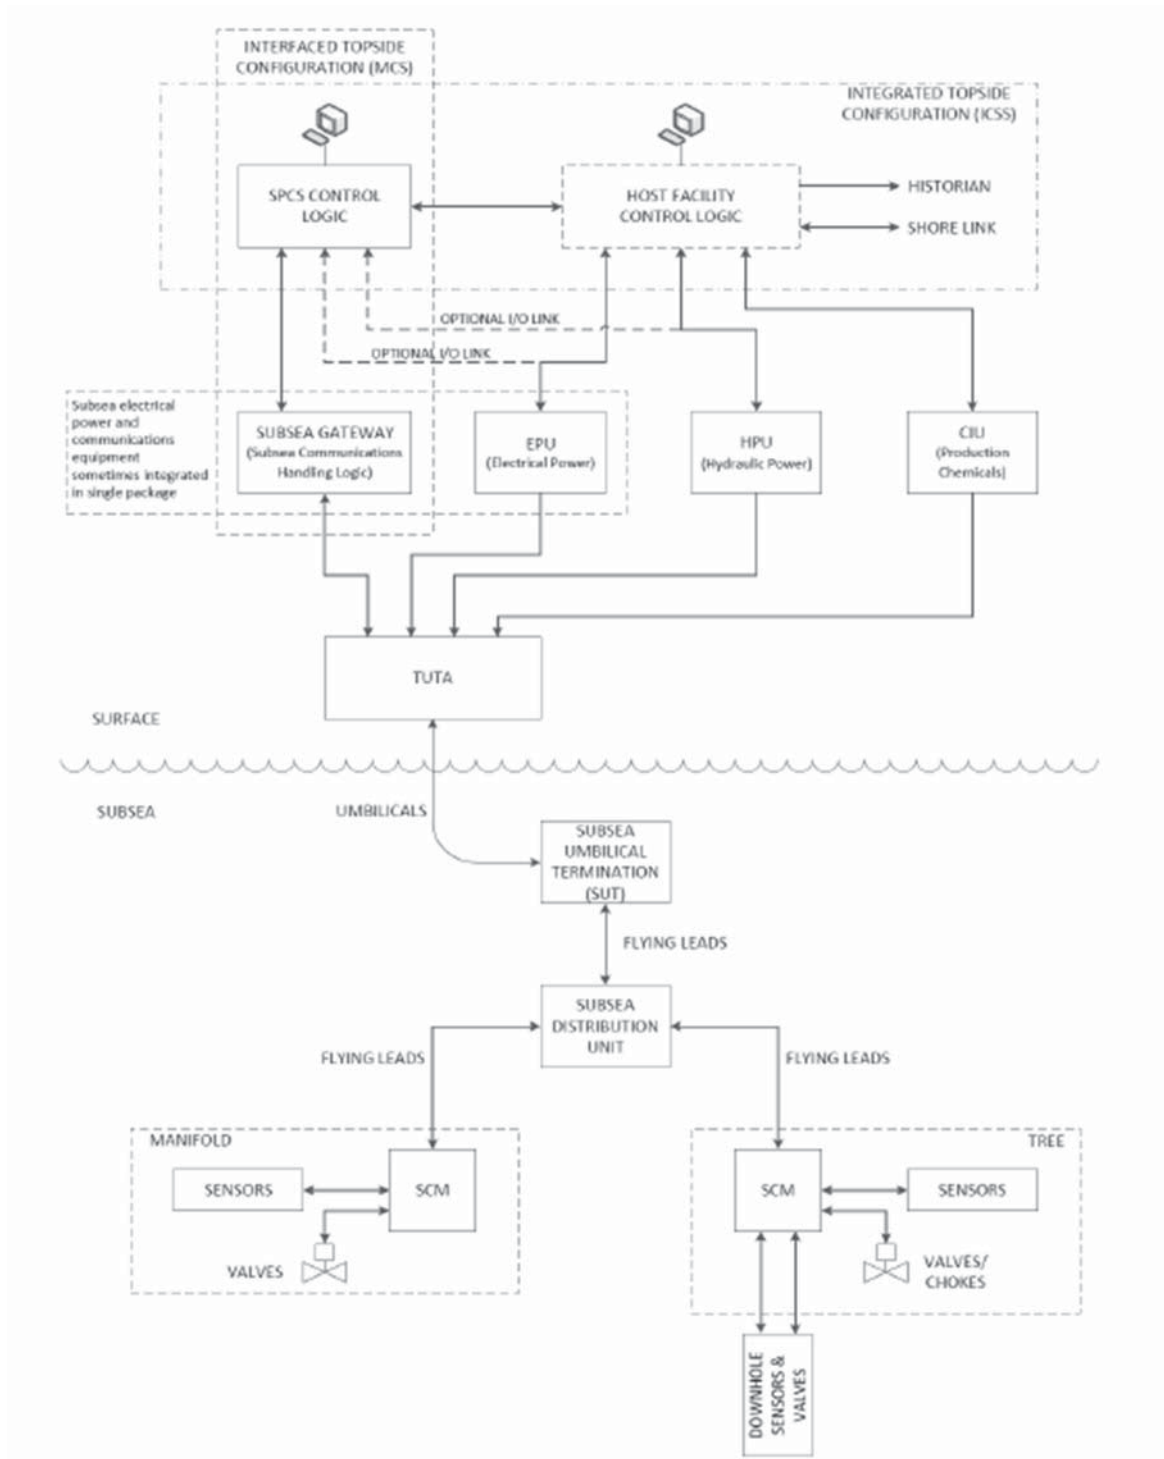 INTERFACED TOPSIDE
CONFIGURATION (MCS)
INTEGRATED TOPSIDE
CONFIGURATION (ICSS)
SPCS CONTROL
LOGIC
HOST FACILITY
CONTROL LOGIC
HISTORIAN
SHORE LINK
OPTIONAL I/O LINK
OPTIONAL I/O LINK
Subsea electrical
power and
communications
equipment
sometimes integrated
in single package
SUBSEA GATEWAY
(Subsea Communications
Handling Logic)
EPU
(Electrical Power)
HPU
(Hydraulic Power)
CIU
(Production
Chemicals)
TUTA
SURFACE
SUBSEA
UMBILICALS
SUBSEA
UMBILICAL
TERMINATION
(SUT)
FLYING LEADS
SUBSEA
DISTRIBUTION
UNIT
FLYING LEADS
FLYING LEADS
MANIFOLD
SENSORS
SCM
VALVES
TREE
SCM
SENSORS
VALVES/
CHOKES
DOWNHOLE
SENSORS &
VALVES